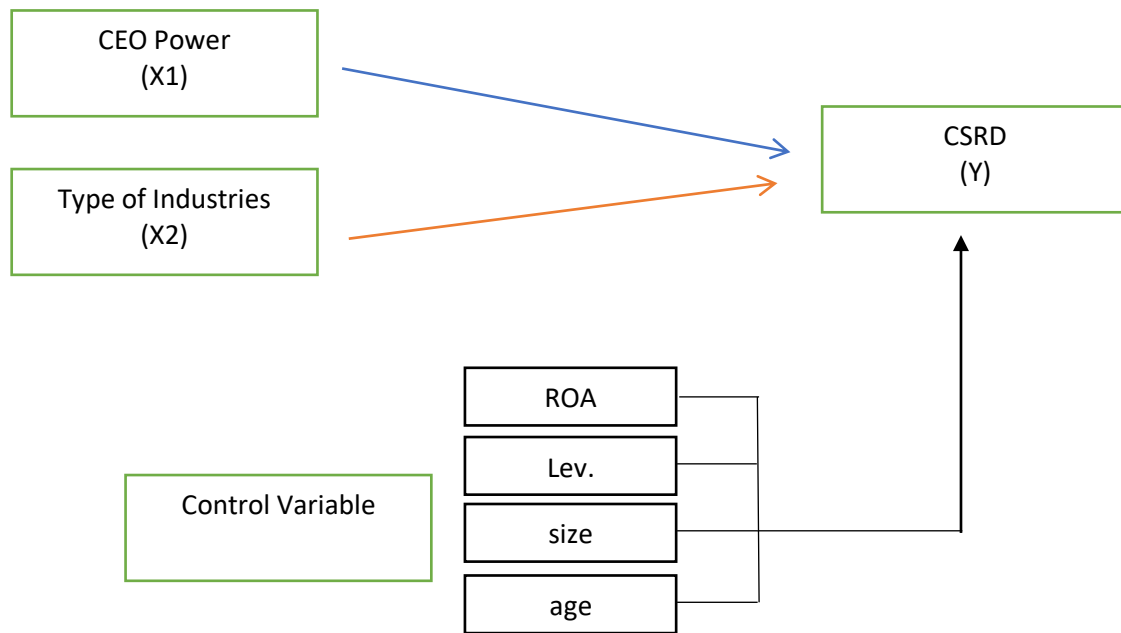 CEO Power
(X1)
CSRD
(Y)
Type of Industries
(X2)
ROA
Lev.
Control Variable
size
age